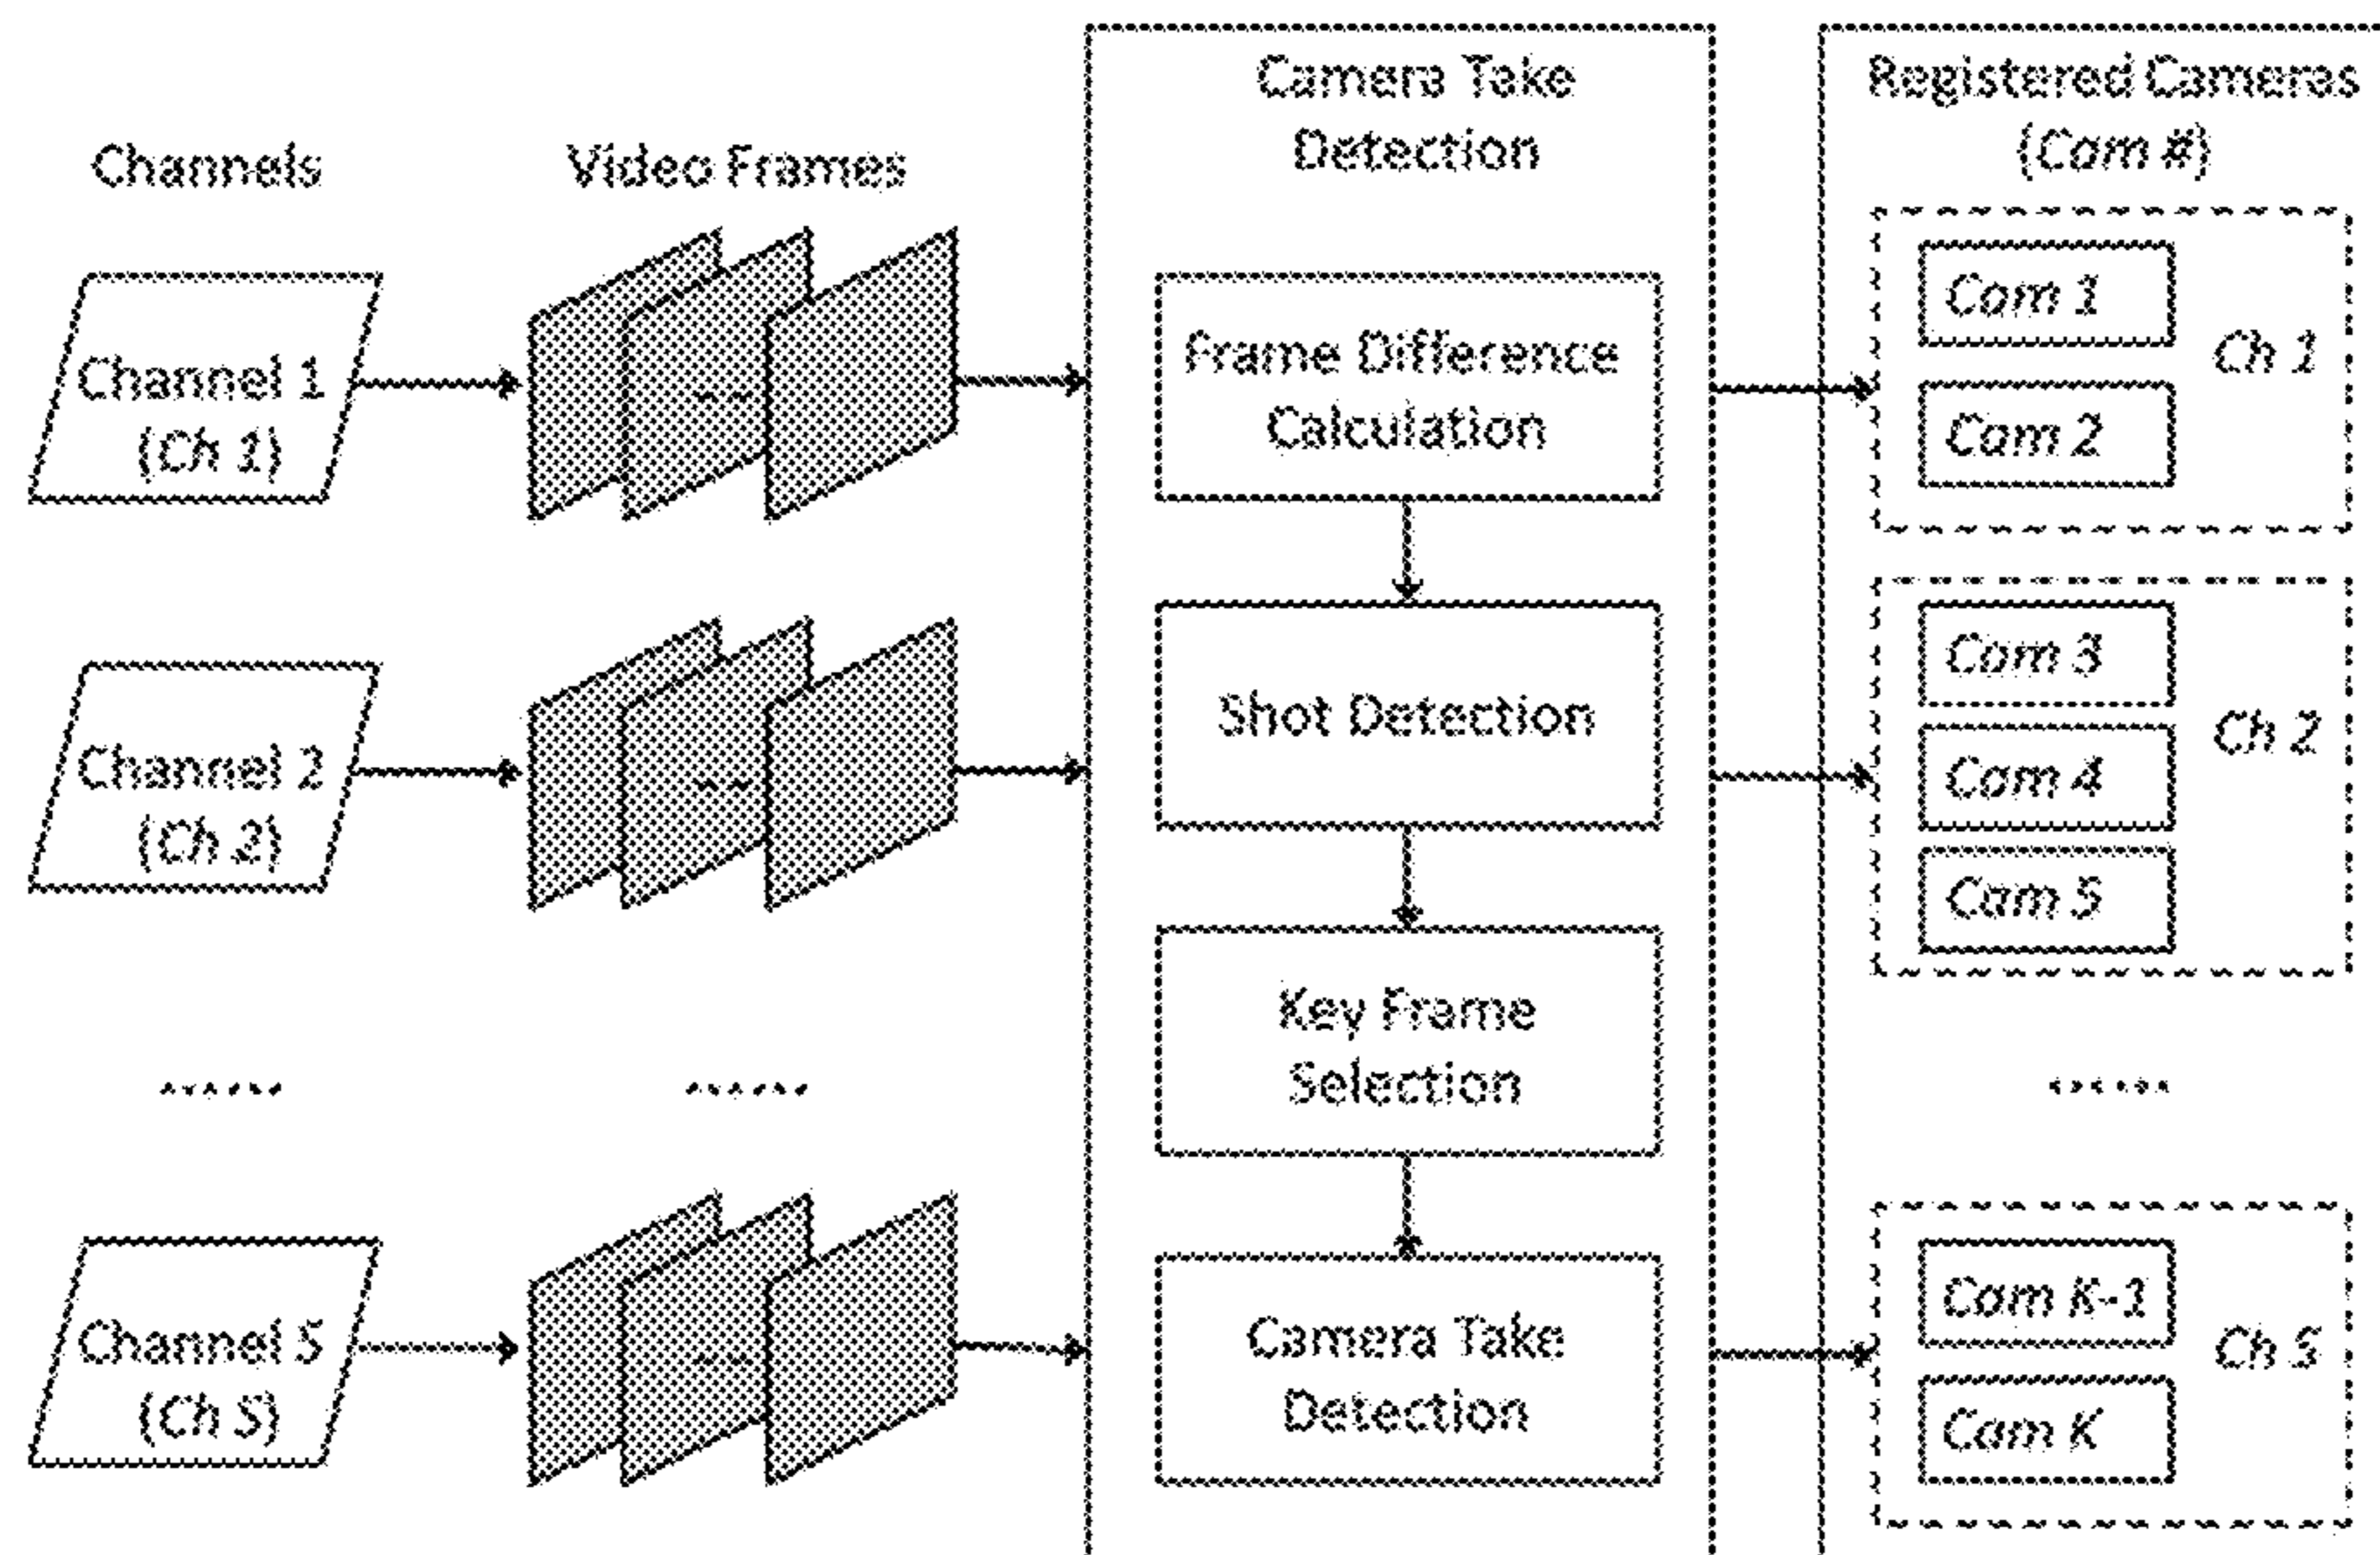 Channels
Video Frames
Camera Take
Detection
Registered Cameras
(Cam #)
Channel 1
(Ch 1)
...
Frame Difference
Calculation
Cam 1
Cam 2
Ch 1
Channel 2
(Ch 2)
...
Shot Detection
Cam 3
Cam 4
Cam 5
Ch 2
......
......
Key Frame
Selection
......
Channel S
(Ch S)
...
Camera Take
Detection
Cam K-1
Cam K
Ch S